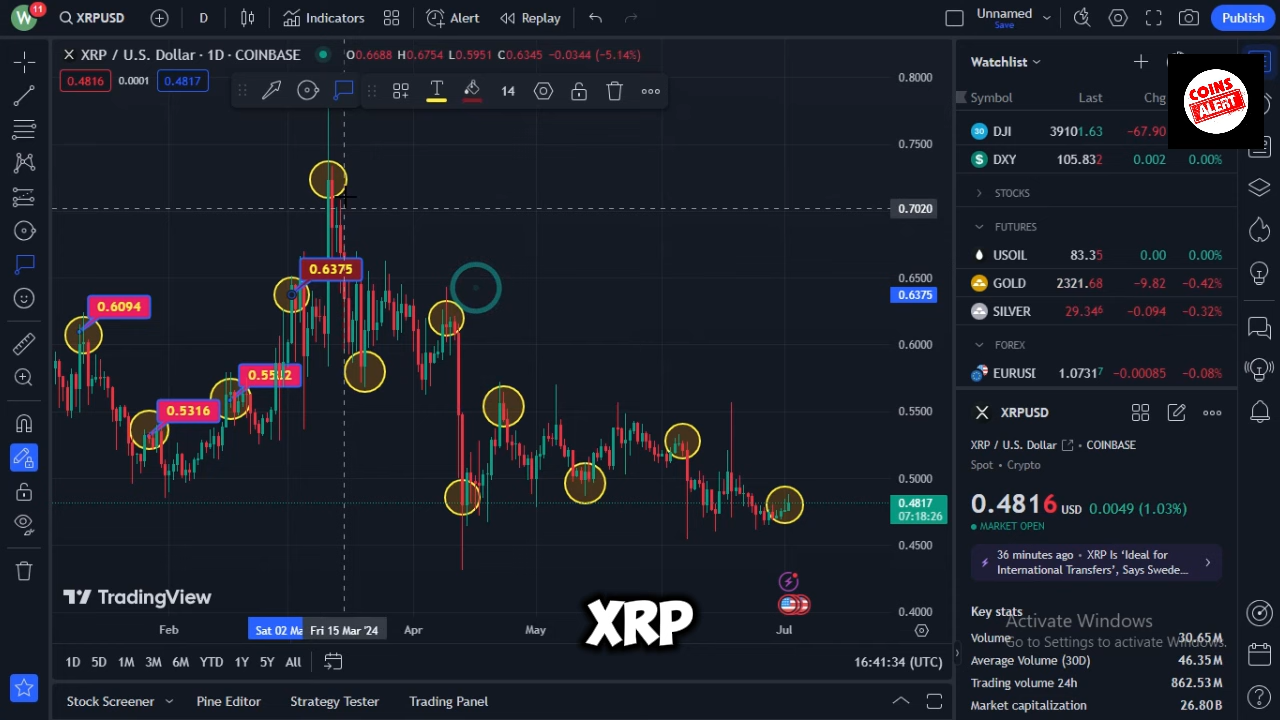 W 11 XRPUSD D Indicators Alert Replay Unnamed Save Publish
XRP / U.S. Dollar · 1D · COINBASE O0.6688 H0.6754 L0.5951 C0.6345 −0.0344 (−5.14%)
0.4816 0.0001 0.4817
T 14
0.8000
0.7500
0.7020
0.6500
0.6375
0.6000
0.5500
0.5000
0.4817
07:18:26
0.4500
0.4000
0.6094
0.5316
0.6375
TradingView
Feb Sat 02 Ma Fri 15 Mar '24 Apr May Jul
XRP
1D 5D 1M 3M 6M YTD 1Y 5Y All 16:41:34 (UTC)
Stock Screener Pine Editor Strategy Tester Trading Panel
Watchlist
COINS
ALERT
Symbol Last Chg
30 DJI 39101.63 −67.90
$ DXY 105.832 0.002 0.00%
STOCKS
FUTURES
USOIL 83.35 0.00 0.00%
GOLD 2321.68 −9.82 −0.42%
SILVER 29.346 −0.094 −0.32%
FOREX
EURUSI 1.07317 −0.00085 −0.08%
XRPUSD
XRP / U.S. Dollar · COINBASE
Spot · Crypto
0.4816 USD 0.0049 (1.03%)
MARKET OPEN
36 minutes ago · XRP Is ‘Ideal for
International Transfers’, Says Swede...
Key stats
Activate Windows
Go to Settings to activate Windows.
Volume 30.65M
Average Volume (30D) 46.35M
Trading volume 24h 862.53M
Market capitalization 26.80B